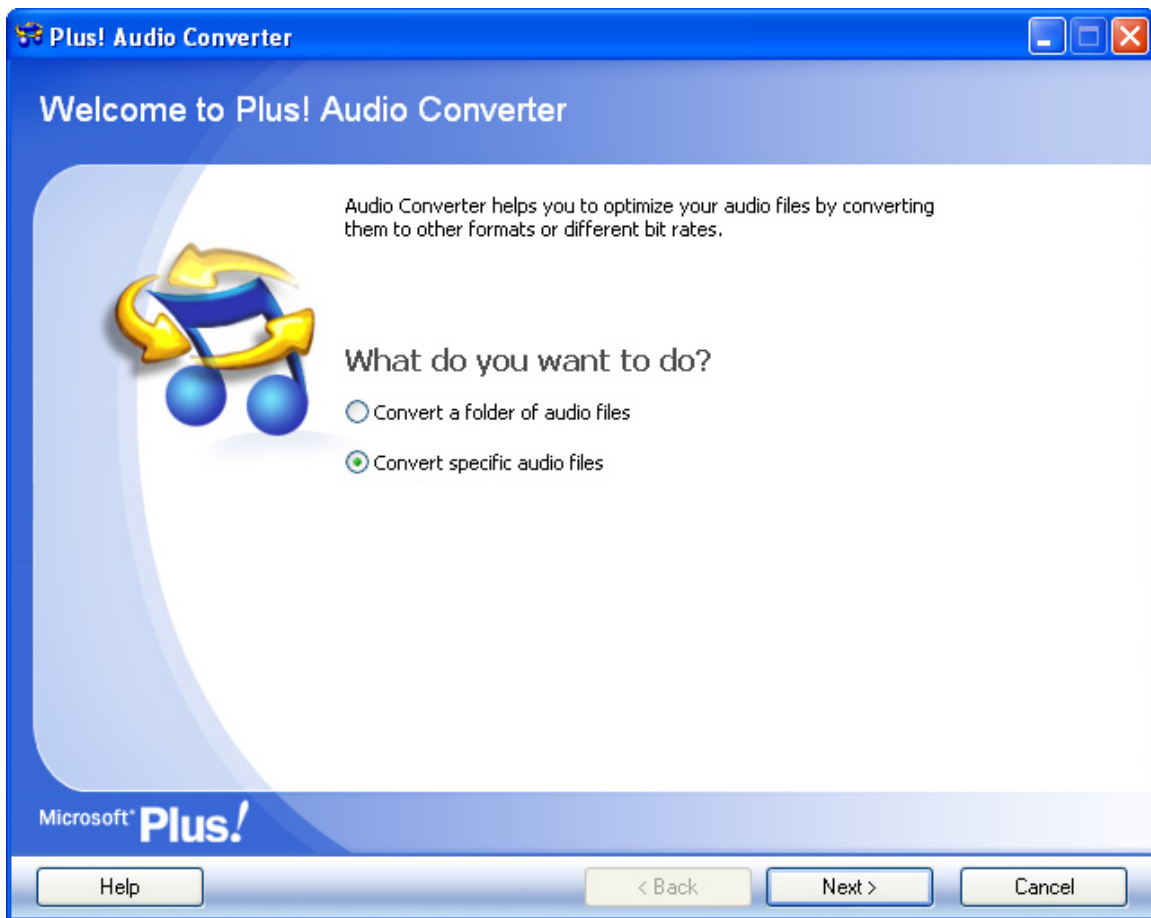 Plus! Audio Converter
Welcome to Plus! Audio Converter
Audio Converter helps you to optimize your audio files by converting
them to other formats or different bit rates.
What do you want to do?
Convert a folder of audio files
Convert specific audio files
Microsoft® Plus!
Help
< Back
Next >
Cancel